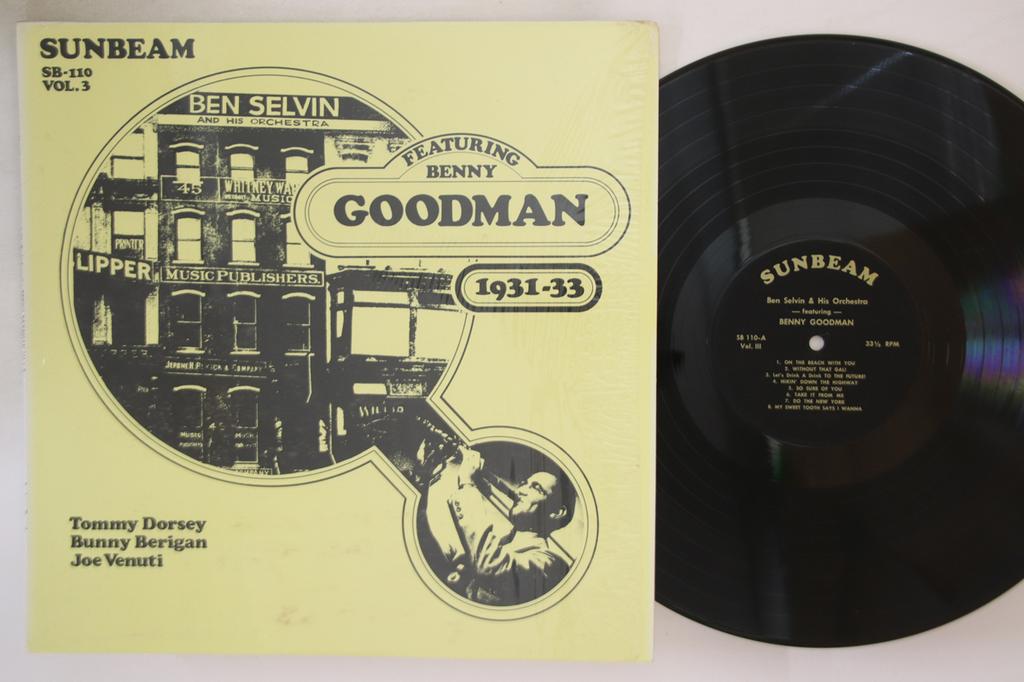 SUNBEAM
SB-110
VOL. 3
BEN SELVIN
AND HIS ORCHESTRA
FEATURING
BENNY
GOODMAN
1931-33
45
WHITNEY WA
MUSIC
PRINTER
LIPPER
MUSIC PUBLISHERS.
& COMPANY
MUSIC
MUSIC
Tommy Dorsey
Bunny Berigan
Joe Venuti
SUNBEAM
Ben Selvin & His Orchestra
— featuring —
BENNY GOODMAN
SB 110-A
Vol. III
33⅓ RPM
1. ON THE BEACH WITH YOU
2. WITHOUT THAT GAL!
3. Let's Drink A Drink TO THE FUTURE!
4. HIKIN' DOWN THE HIGHWAY
5. SO SURE OF YOU
6. TAKE IT FROM ME
7. DO THE NEW YORK
8. MY SWEET TOOTH SAYS I WANNA